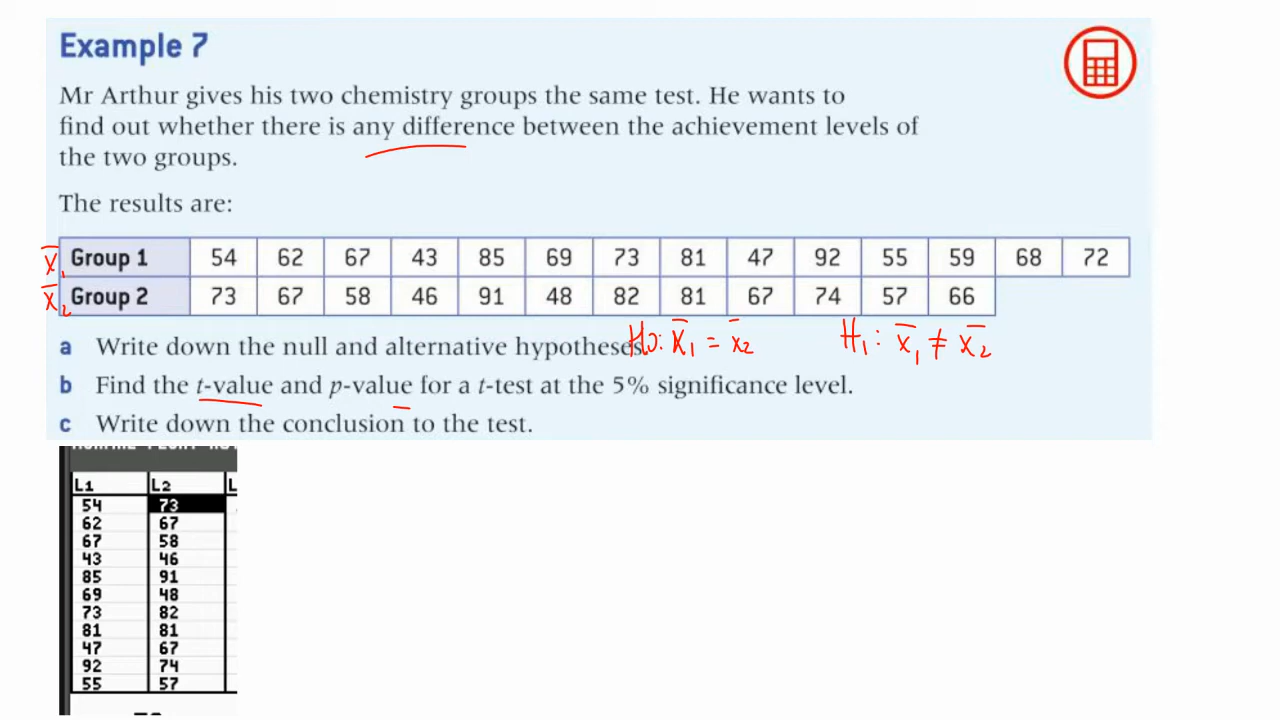 Example 7
Mr Arthur gives his two chemistry groups the same test. He wants to
find out whether there is any difference between the achievement levels of
the two groups.
The results are:
x̄₁ Group 1 54 62 67 43 85 69 73 81 47 92 55 59 68 72
x̄₂ Group 2 73 67 58 46 91 48 82 81 67 74 57 66
a Write down the null and alternative hypotheses. H0: x̄₁ = x̄₂ H₁: x̄₁ ≠ x̄₂
b Find the t-value and p-value for a t-test at the 5% significance level.
c Write down the conclusion to the test.
L1 L2 L
54 73
62 67
67 58
43 46
85 91
69 48
73 82
81 81
47 67
92 74
55 57